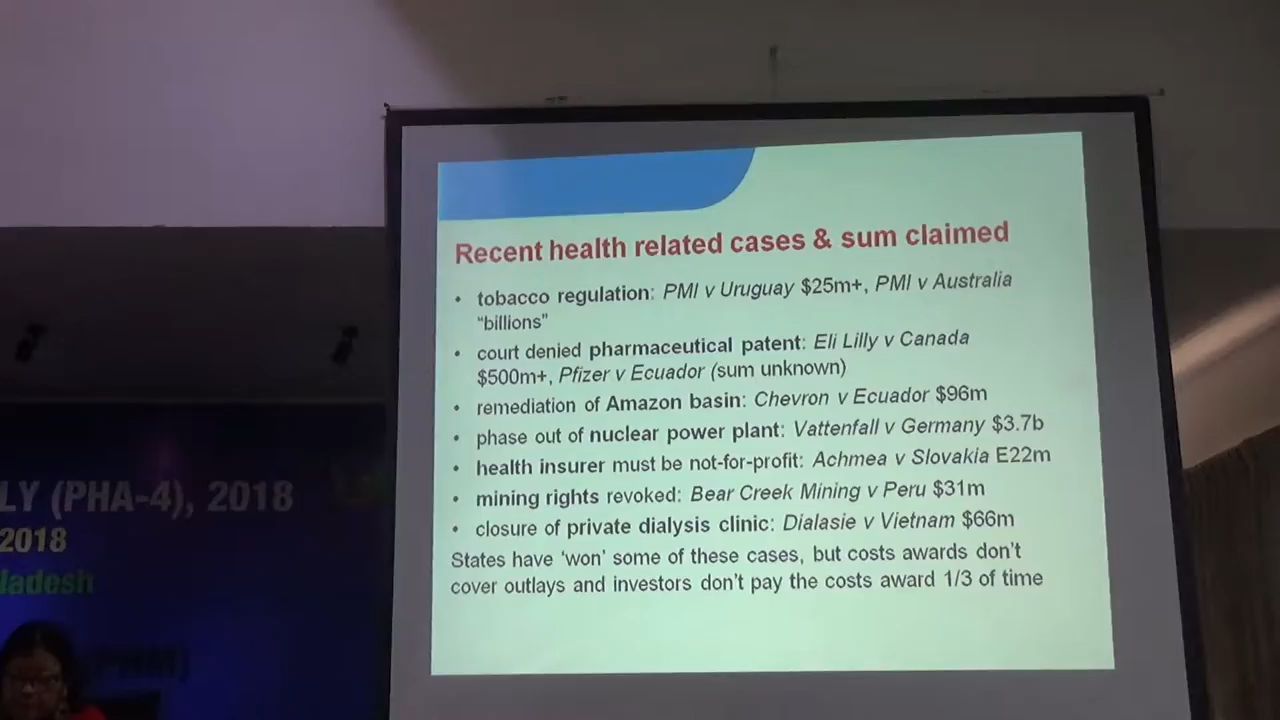 Recent health related cases & sum claimed
• tobacco regulation: PMI v Uruguay $25m+, PMI v Australia
“billions”
• court denied pharmaceutical patent: Eli Lilly v Canada
$500m+, Pfizer v Ecuador (sum unknown)
• remediation of Amazon basin: Chevron v Ecuador $96m
• phase out of nuclear power plant: Vattenfall v Germany $3.7b
• health insurer must be not-for-profit: Achmea v Slovakia E22m
• mining rights revoked: Bear Creek Mining v Peru $31m
• closure of private dialysis clinic: Dialasie v Vietnam $66m
States have ‘won’ some of these cases, but costs awards don’t
cover outlays and investors don’t pay the costs award 1/3 of time
LY (PHA-4), 2018
2018
ladesh
(PHM)